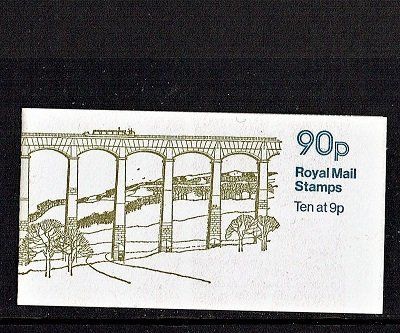 90p
Royal Mail
Stamps
Ten at 9p